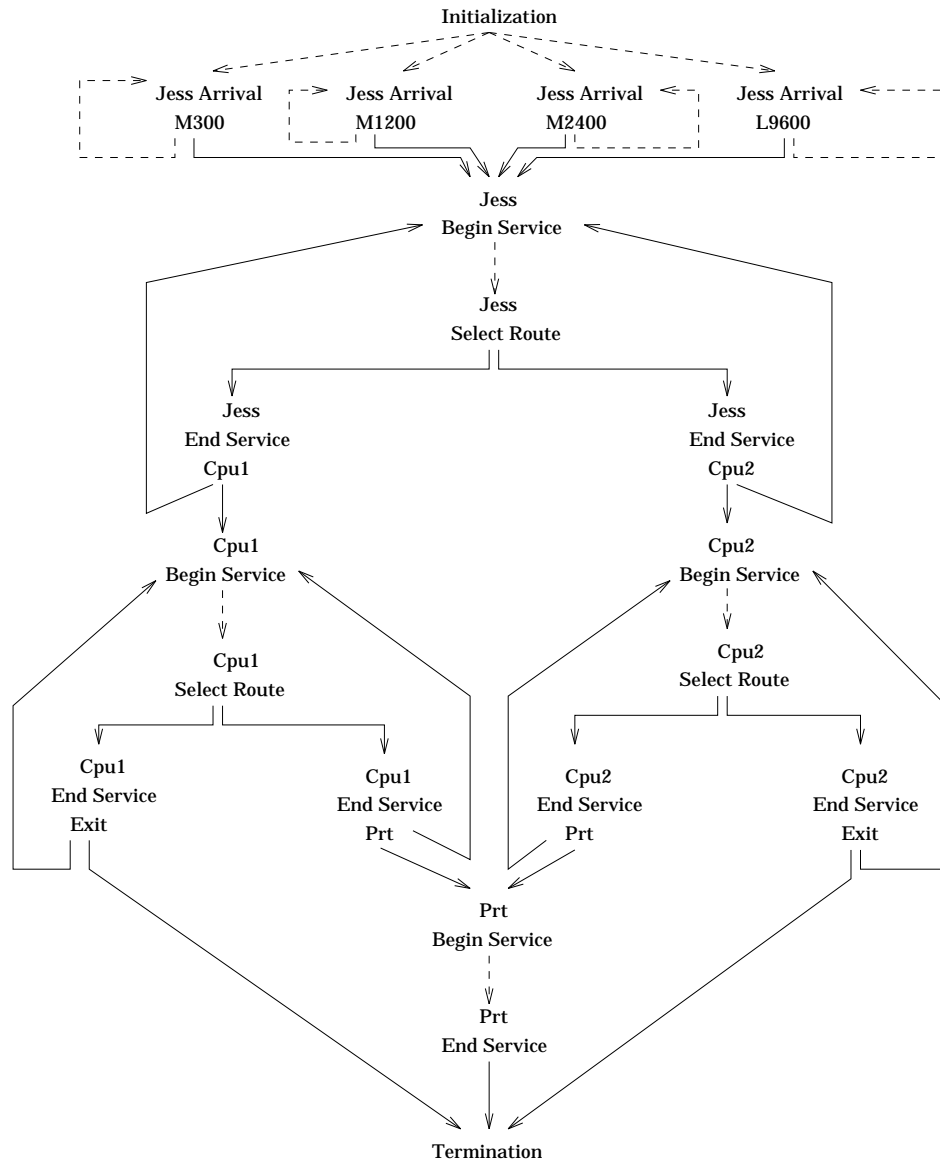 Initialization
Jess Arrival
M300
Jess Arrival
M1200
Jess Arrival
M2400
Jess Arrival
L9600
Jess
Begin Service
Jess
Select Route
Jess
End Service
Cpu1
Jess
End Service
Cpu2
Cpu1
Begin Service
Cpu2
Begin Service
Cpu1
Select Route
Cpu2
Select Route
Cpu1
End Service
Exit
Cpu1
End Service
Prt
Cpu2
End Service
Prt
Cpu2
End Service
Exit
Prt
Begin Service
Prt
End Service
Termination